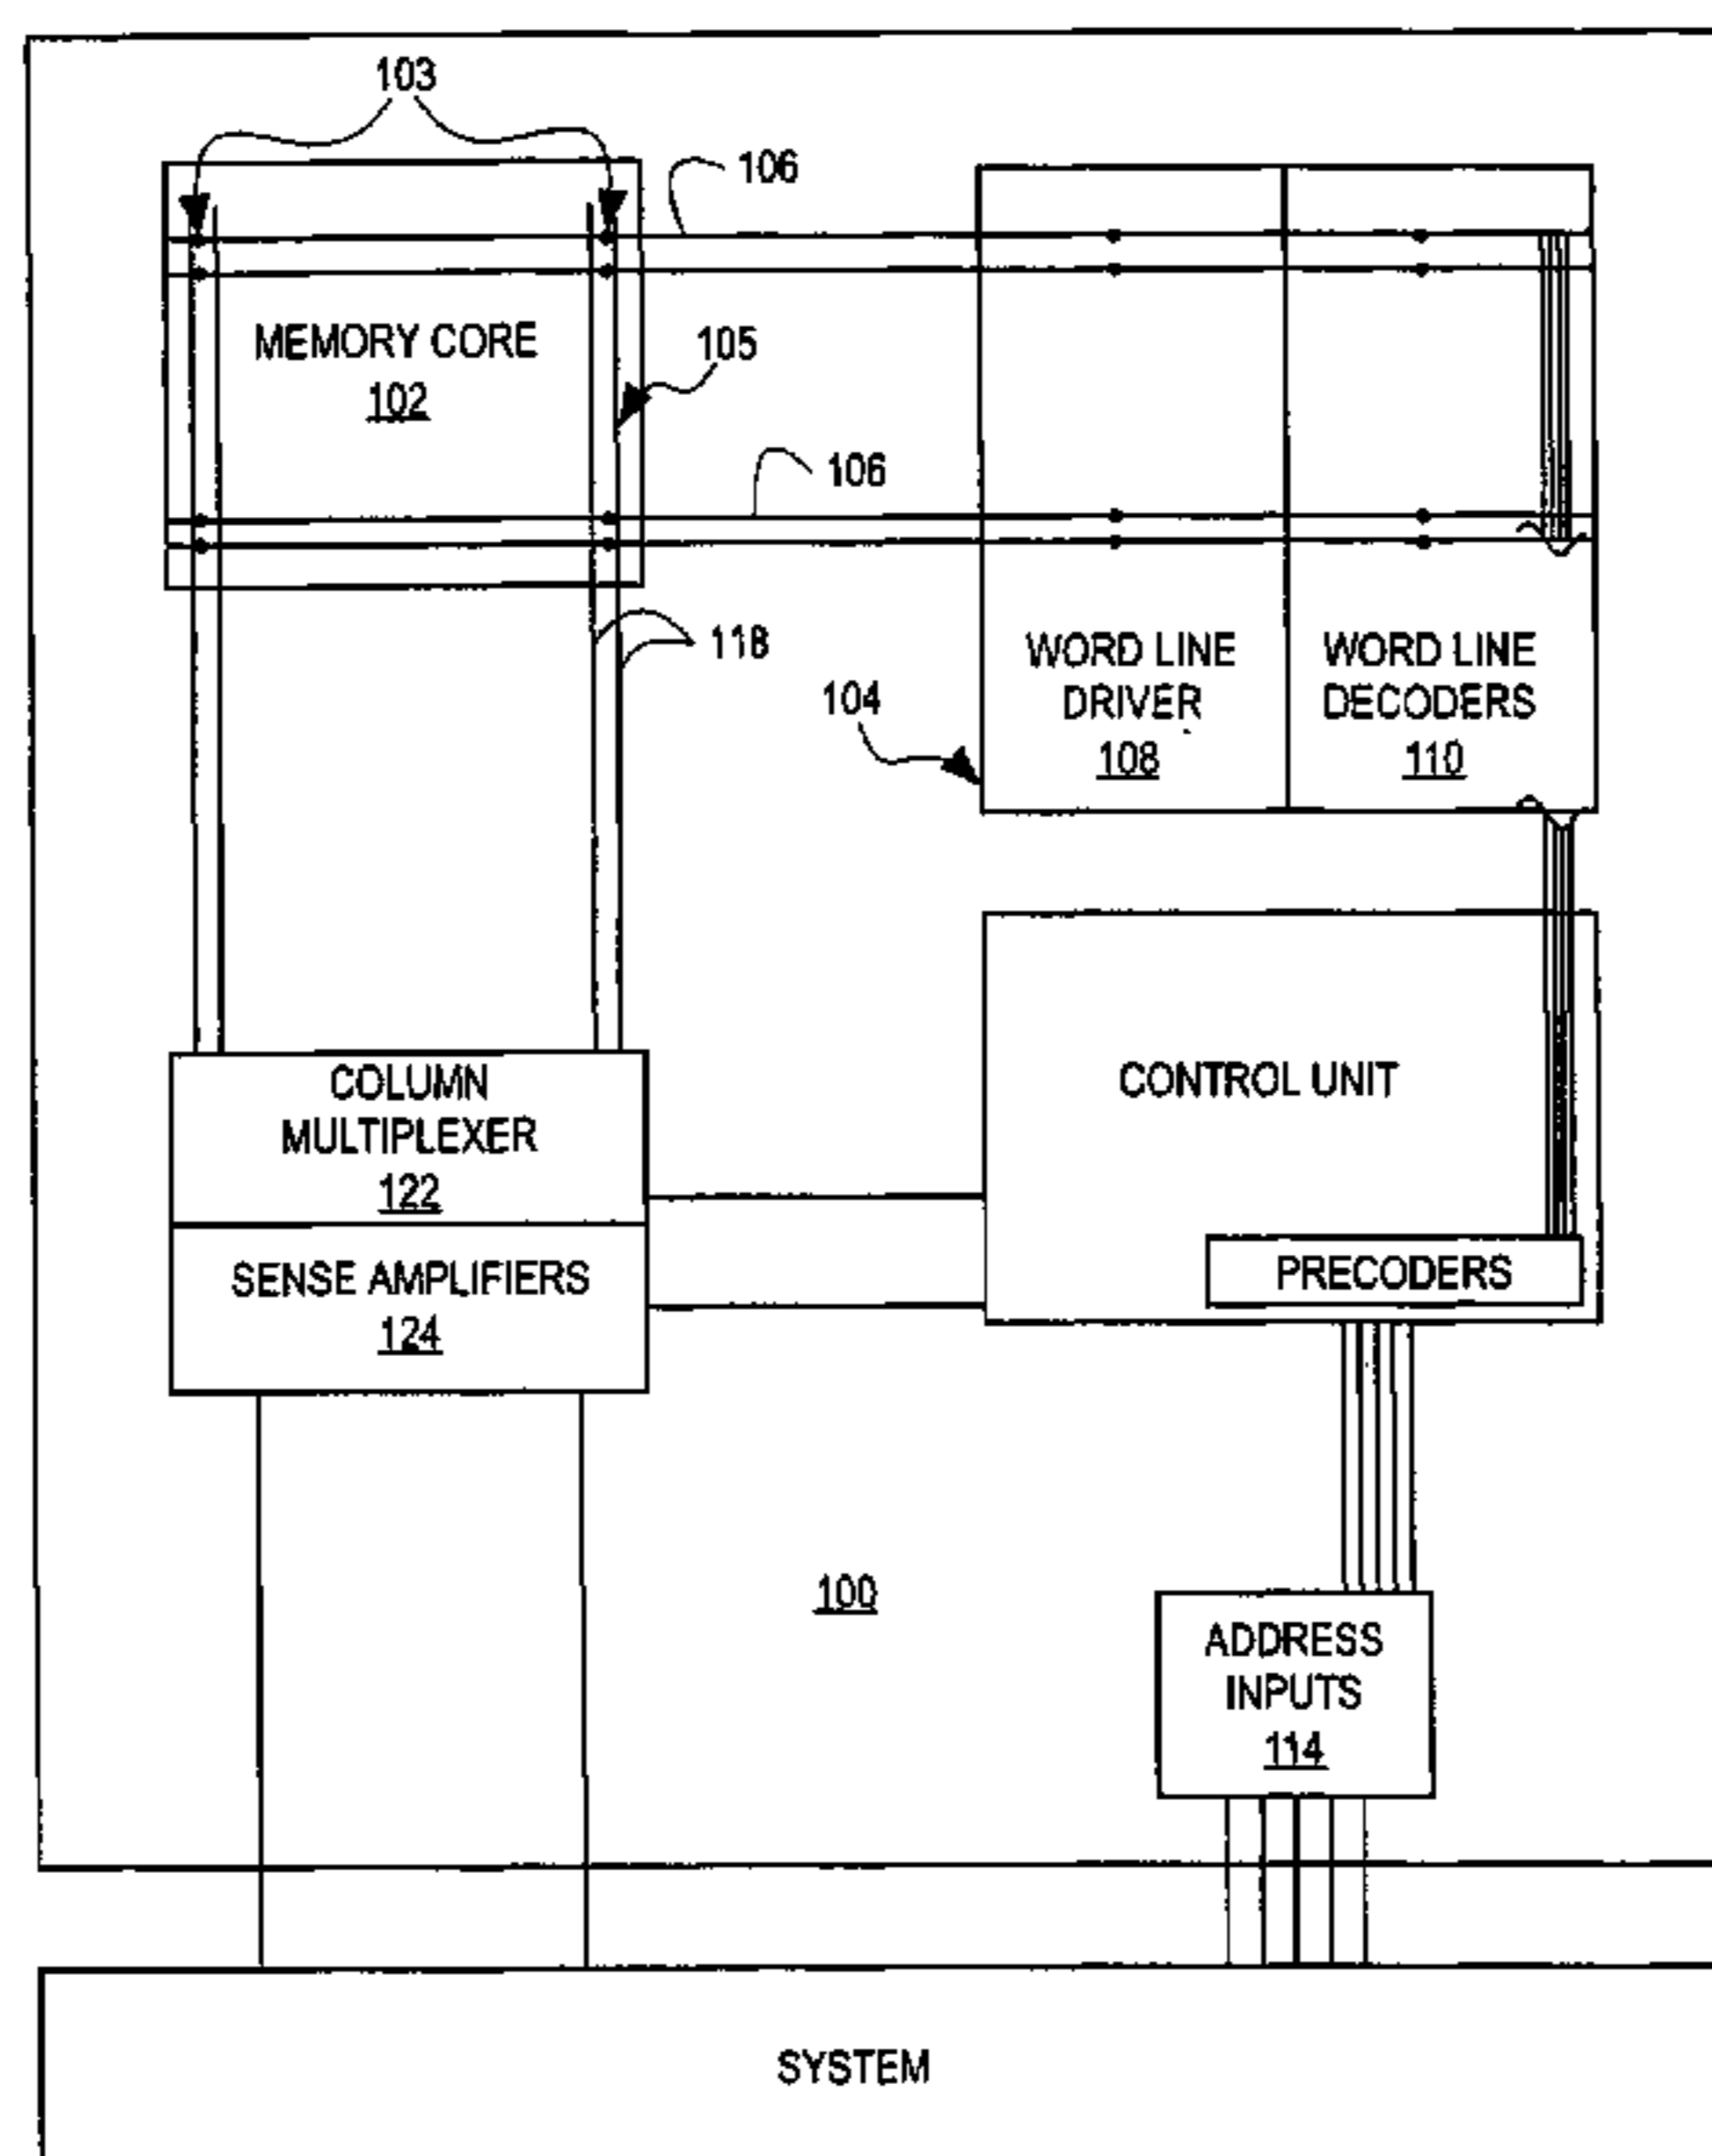 103
106
MEMORY CORE
102
105
106
118
WORD LINE
DRIVER
108
WORD LINE
DECODERS
110
104
COLUMN
MULTIPLEXER
122
SENSE AMPLIFIERS
124
CONTROL UNIT
PRECODERS
100
ADDRESS
INPUTS
114
SYSTEM